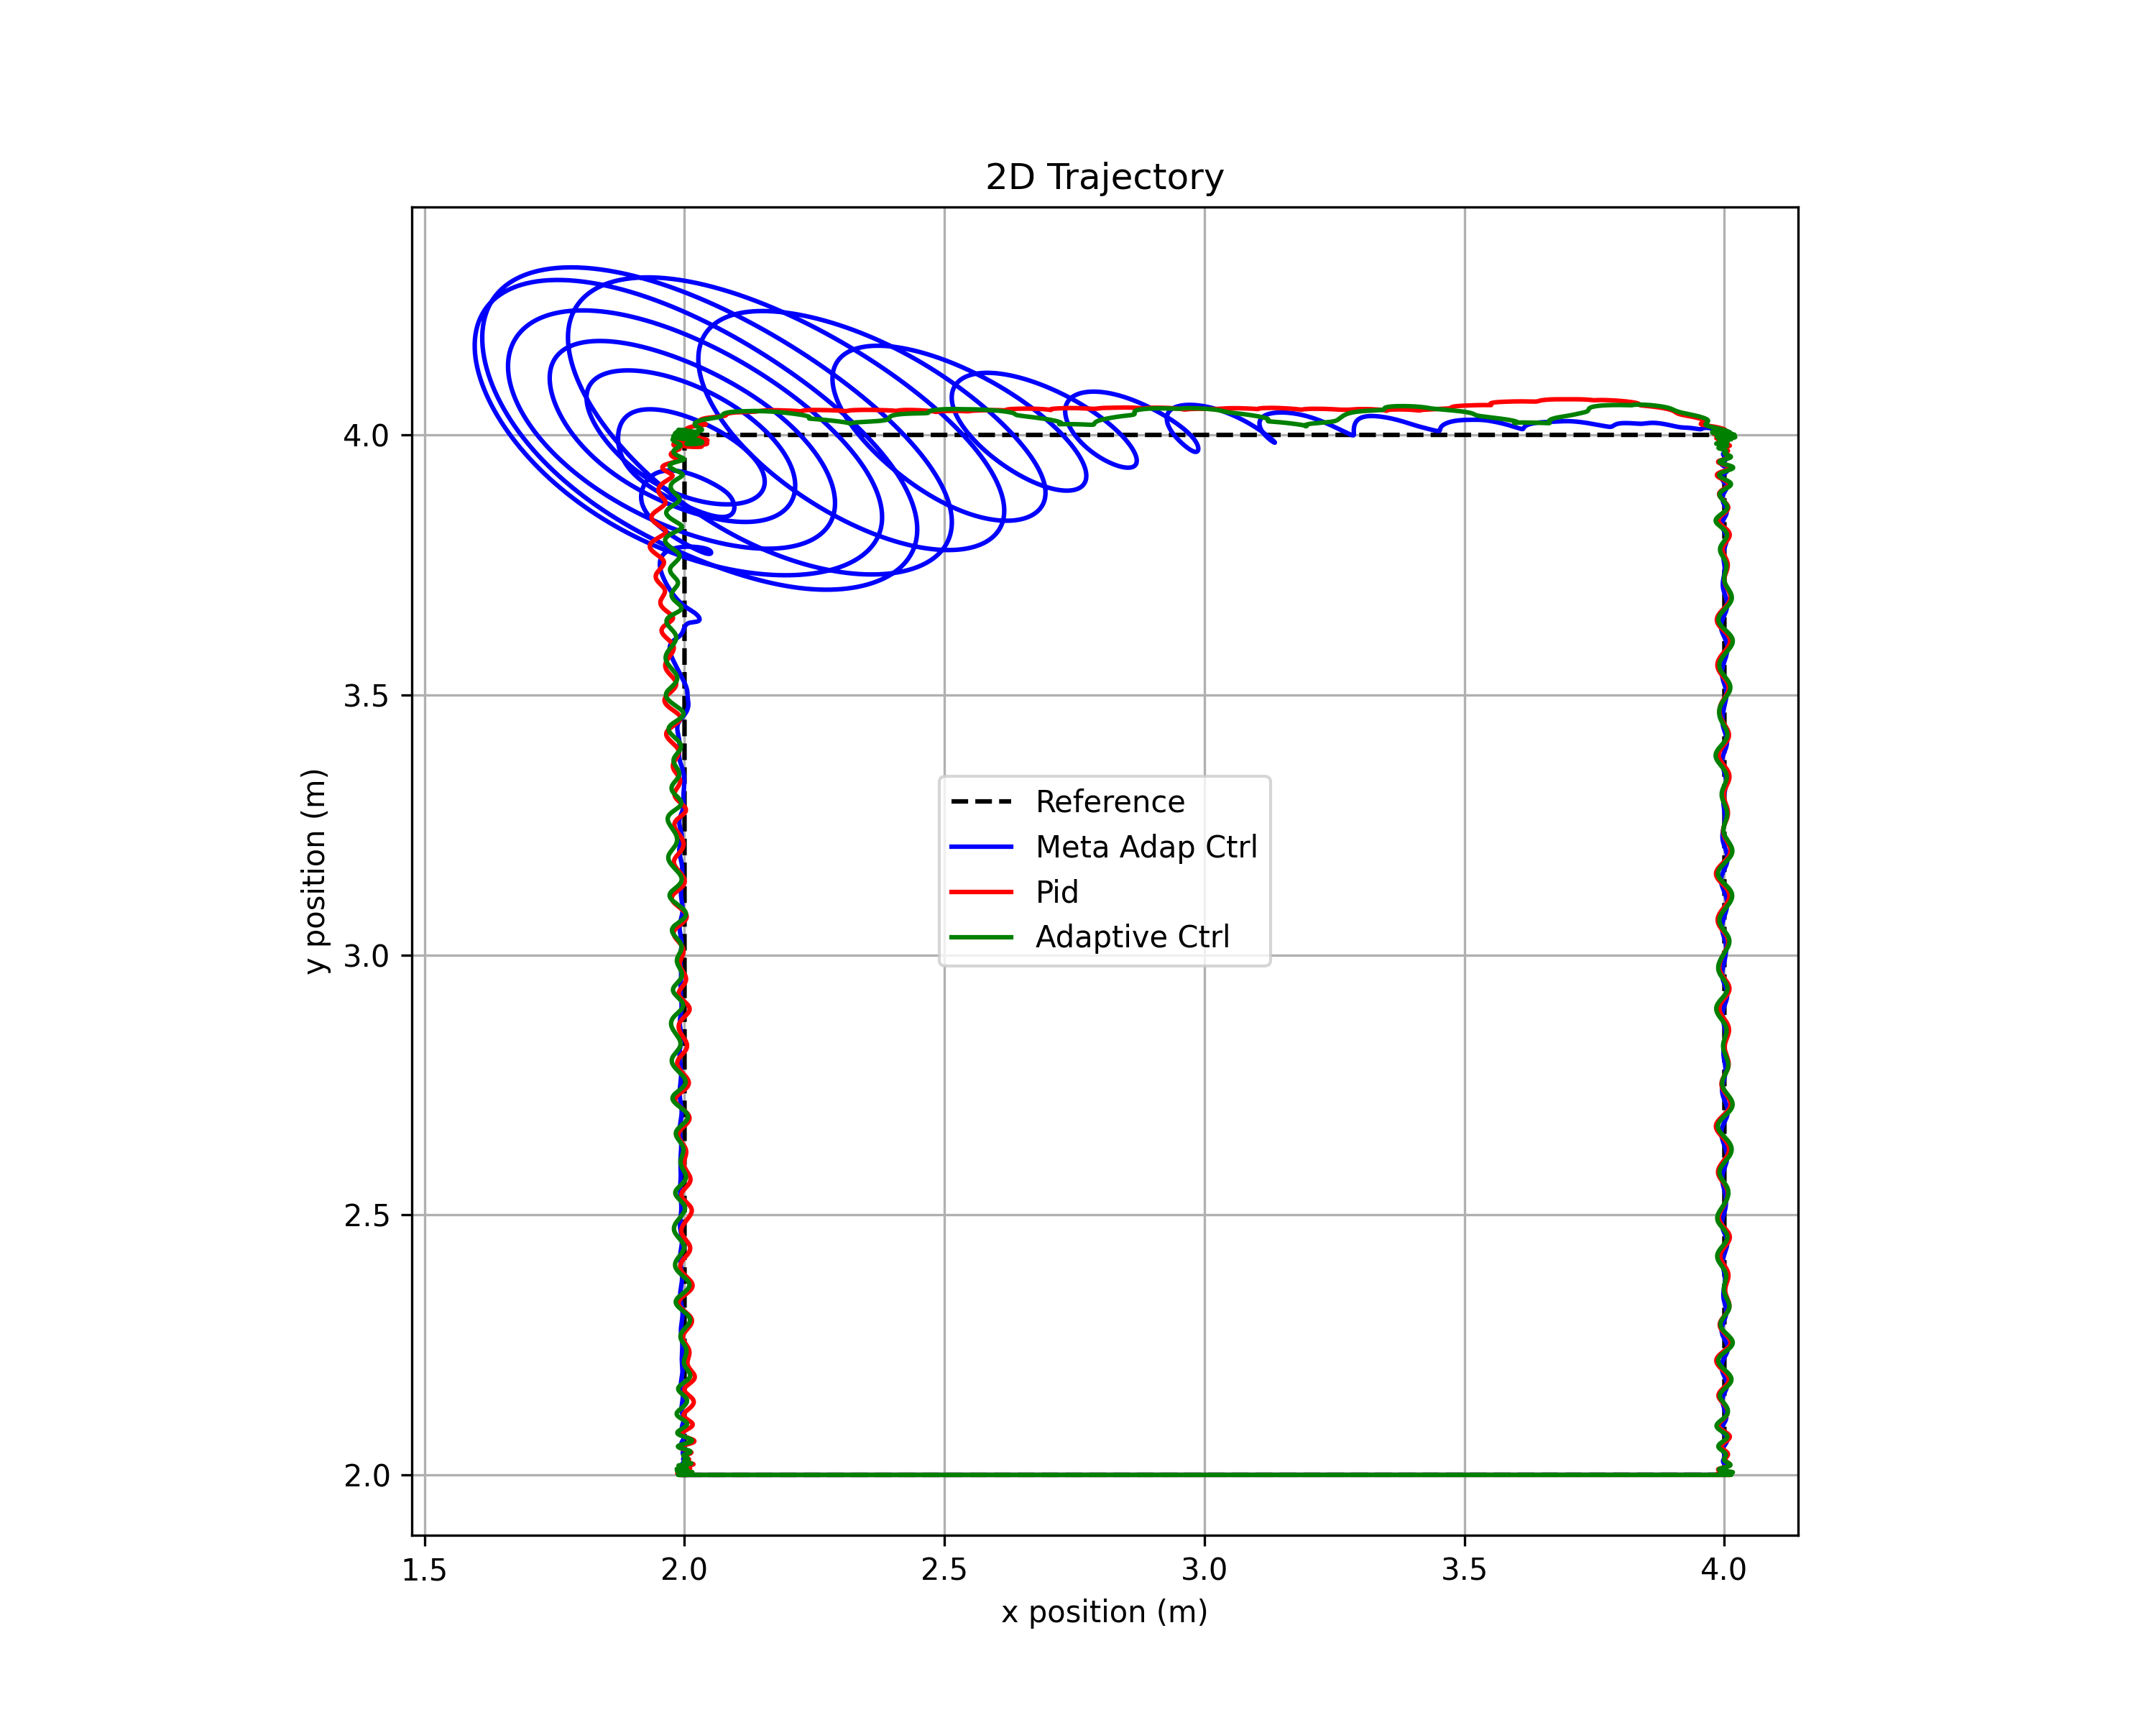 2D Trajectory
y position (m)
4.0
3.5
3.0
2.5
2.0
Reference
Meta Adap Ctrl
Pid
Adaptive Ctrl
1.5 2.0 2.5 3.0 3.5 4.0
x position (m)